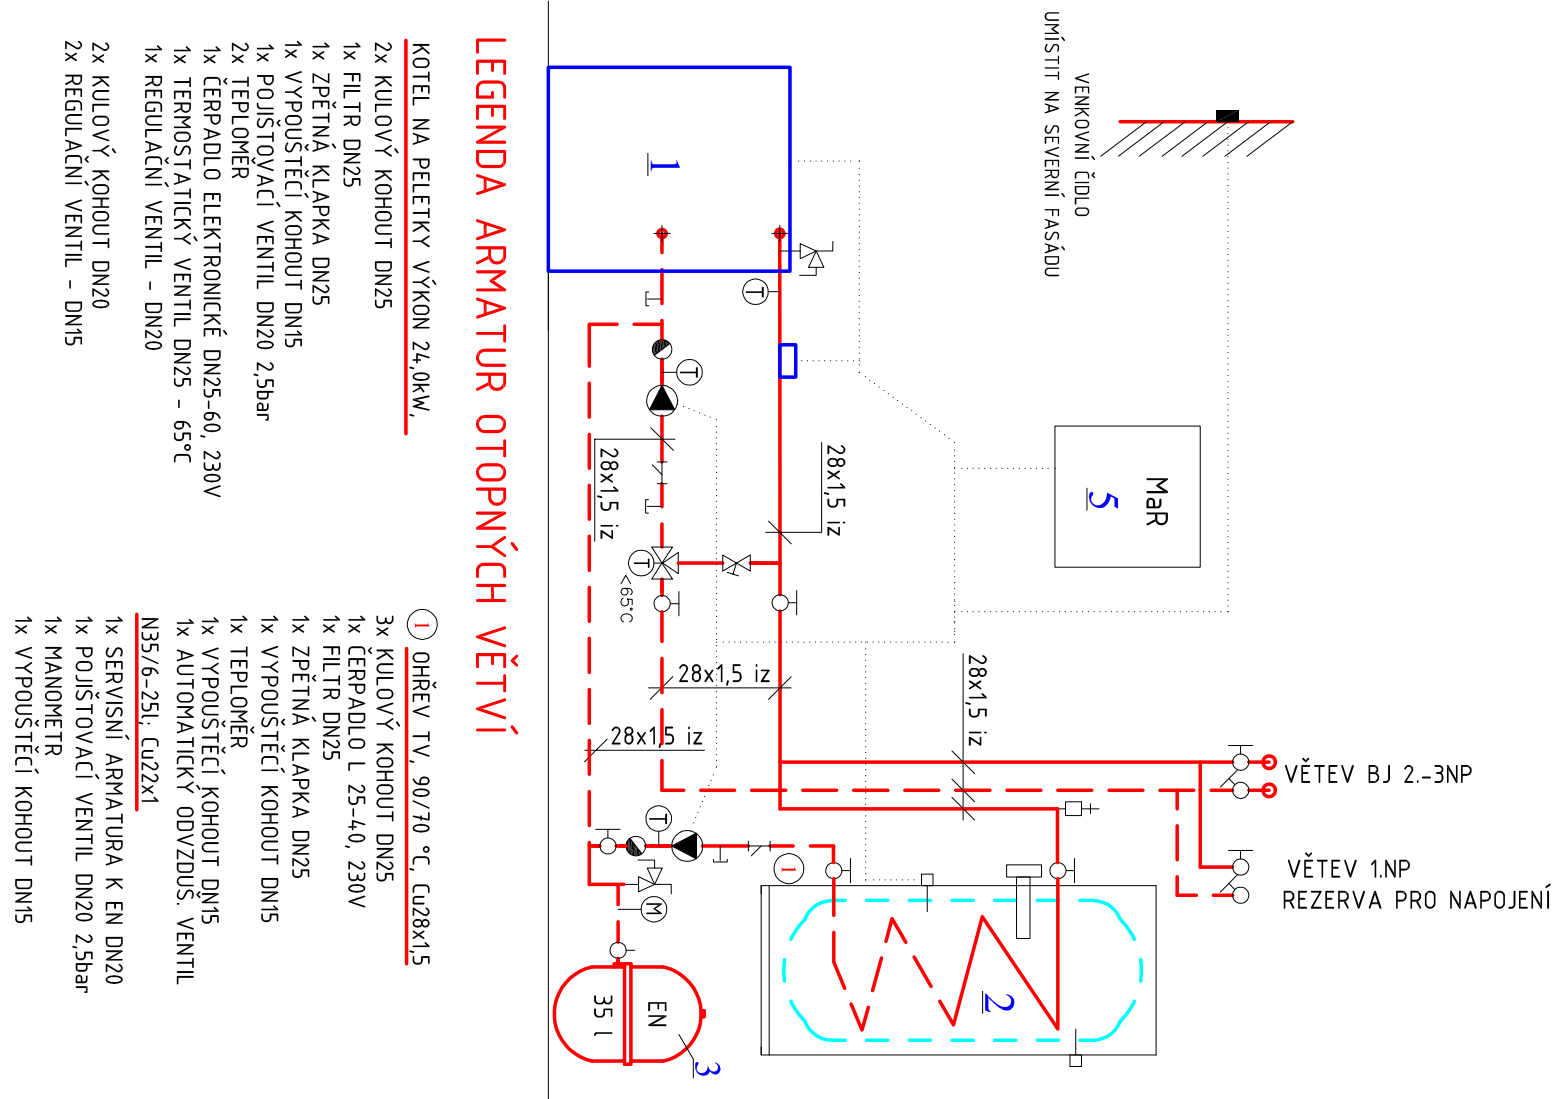 UMÍSTIT NA SEVERNÍ FASÁDU
VENKOVNÍ ČIDLO
1
T
T
T
<65°C
28x1,5 iz
28x1,5 iz
MaR
5
28x1,5 iz
28x1,5 iz
28x1,5 iz
VĚTEV BJ 2.-3NP
VĚTEV 1.NP
REZERVA PRO NAPOJENÍ
T
1
M
2
EN
35 l
3
LEGENDA ARMATUR OTOPNÝCH VĚTVÍ
KOTEL NA PELETKY VÝKON 24,0kW,
2x KULOVÝ KOHOUT DN25
1x FILTR DN25
1x ZPĚTNÁ KLAPKA DN25
1x VYPOUŠTĚCÍ KOHOUT DN15
1x POJIŠTOVACÍ VENTIL DN20 2,5bar
2x TEPLOMĚR
1x ČERPADLO ELEKTRONICKÉ DN25-60, 230V
1x TERMOSTATICKÝ VENTIL DN25 - 65°C
1x REGULAČNÍ VENTIL - DN20
2x KULOVÝ KOHOUT DN20
2x REGULAČNÍ VENTIL - DN15
1 OHŘEV TV, 90/70 °C, Cu28x1,5
3x KULOVÝ KOHOUT DN25
1x ČERPADLO L 25-40, 230V
1x FILTR DN25
1x ZPĚTNÁ KLAPKA DN25
1x VYPOUŠTĚCÍ KOHOUT DN15
1x TEPLOMĚR
1x VYPOUŠTĚCÍ KOHOUT DN15
1x AUTOMATICKÝ ODVZDUŠ. VENTIL
N35/6-25l, Cu22x1
1x SERVISNÍ ARMATURA K EN DN20
1x POJIŠTOVACÍ VENTIL DN20 2,5bar
1x MANOMETR
1x VYPOUŠTĚCÍ KOHOUT DN15